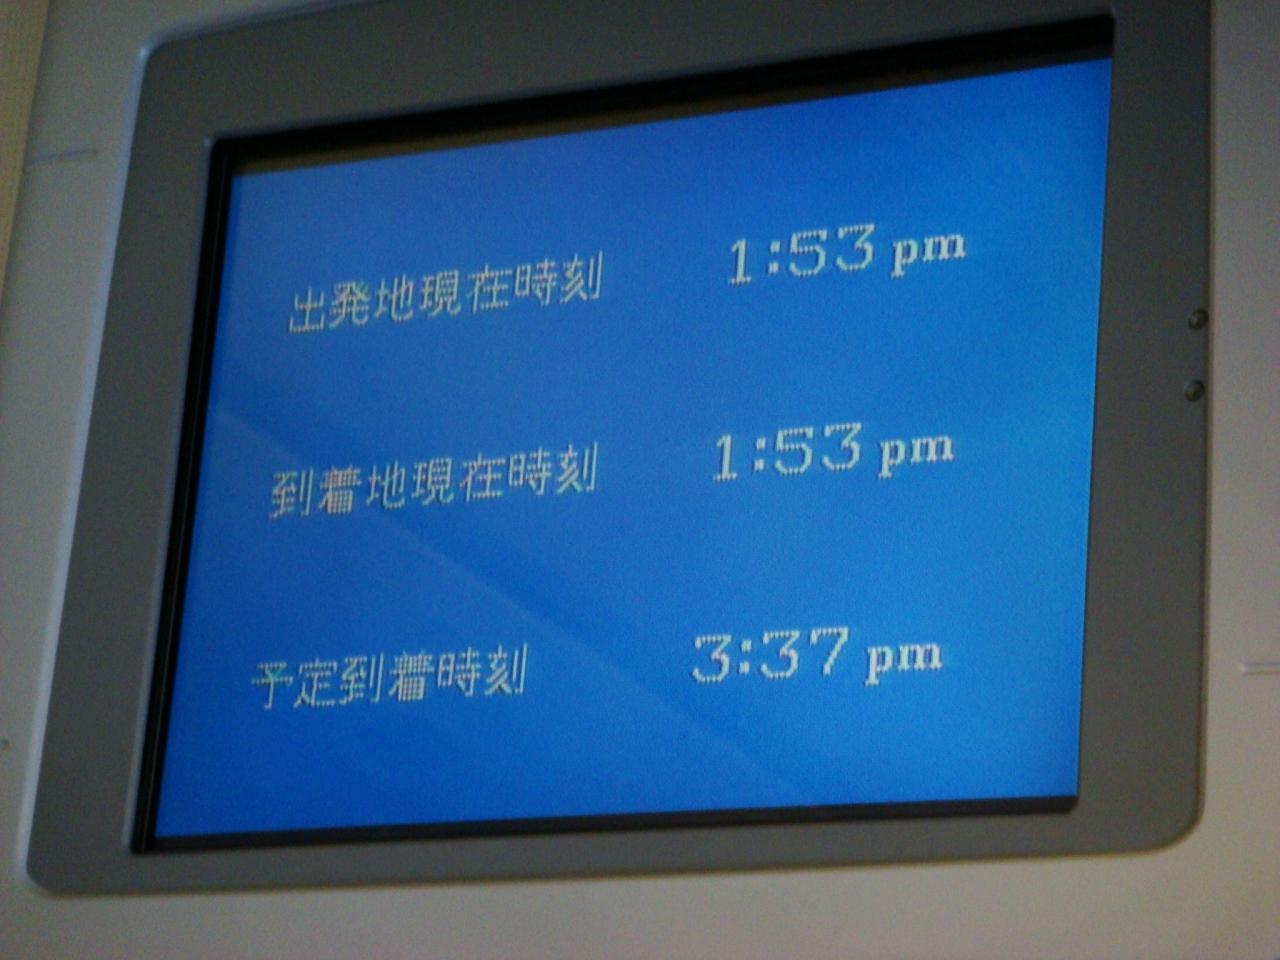 出発地現在時刻 1:53 pm
到着地現在時刻 1:53 pm
予定到着時刻 3:37 pm